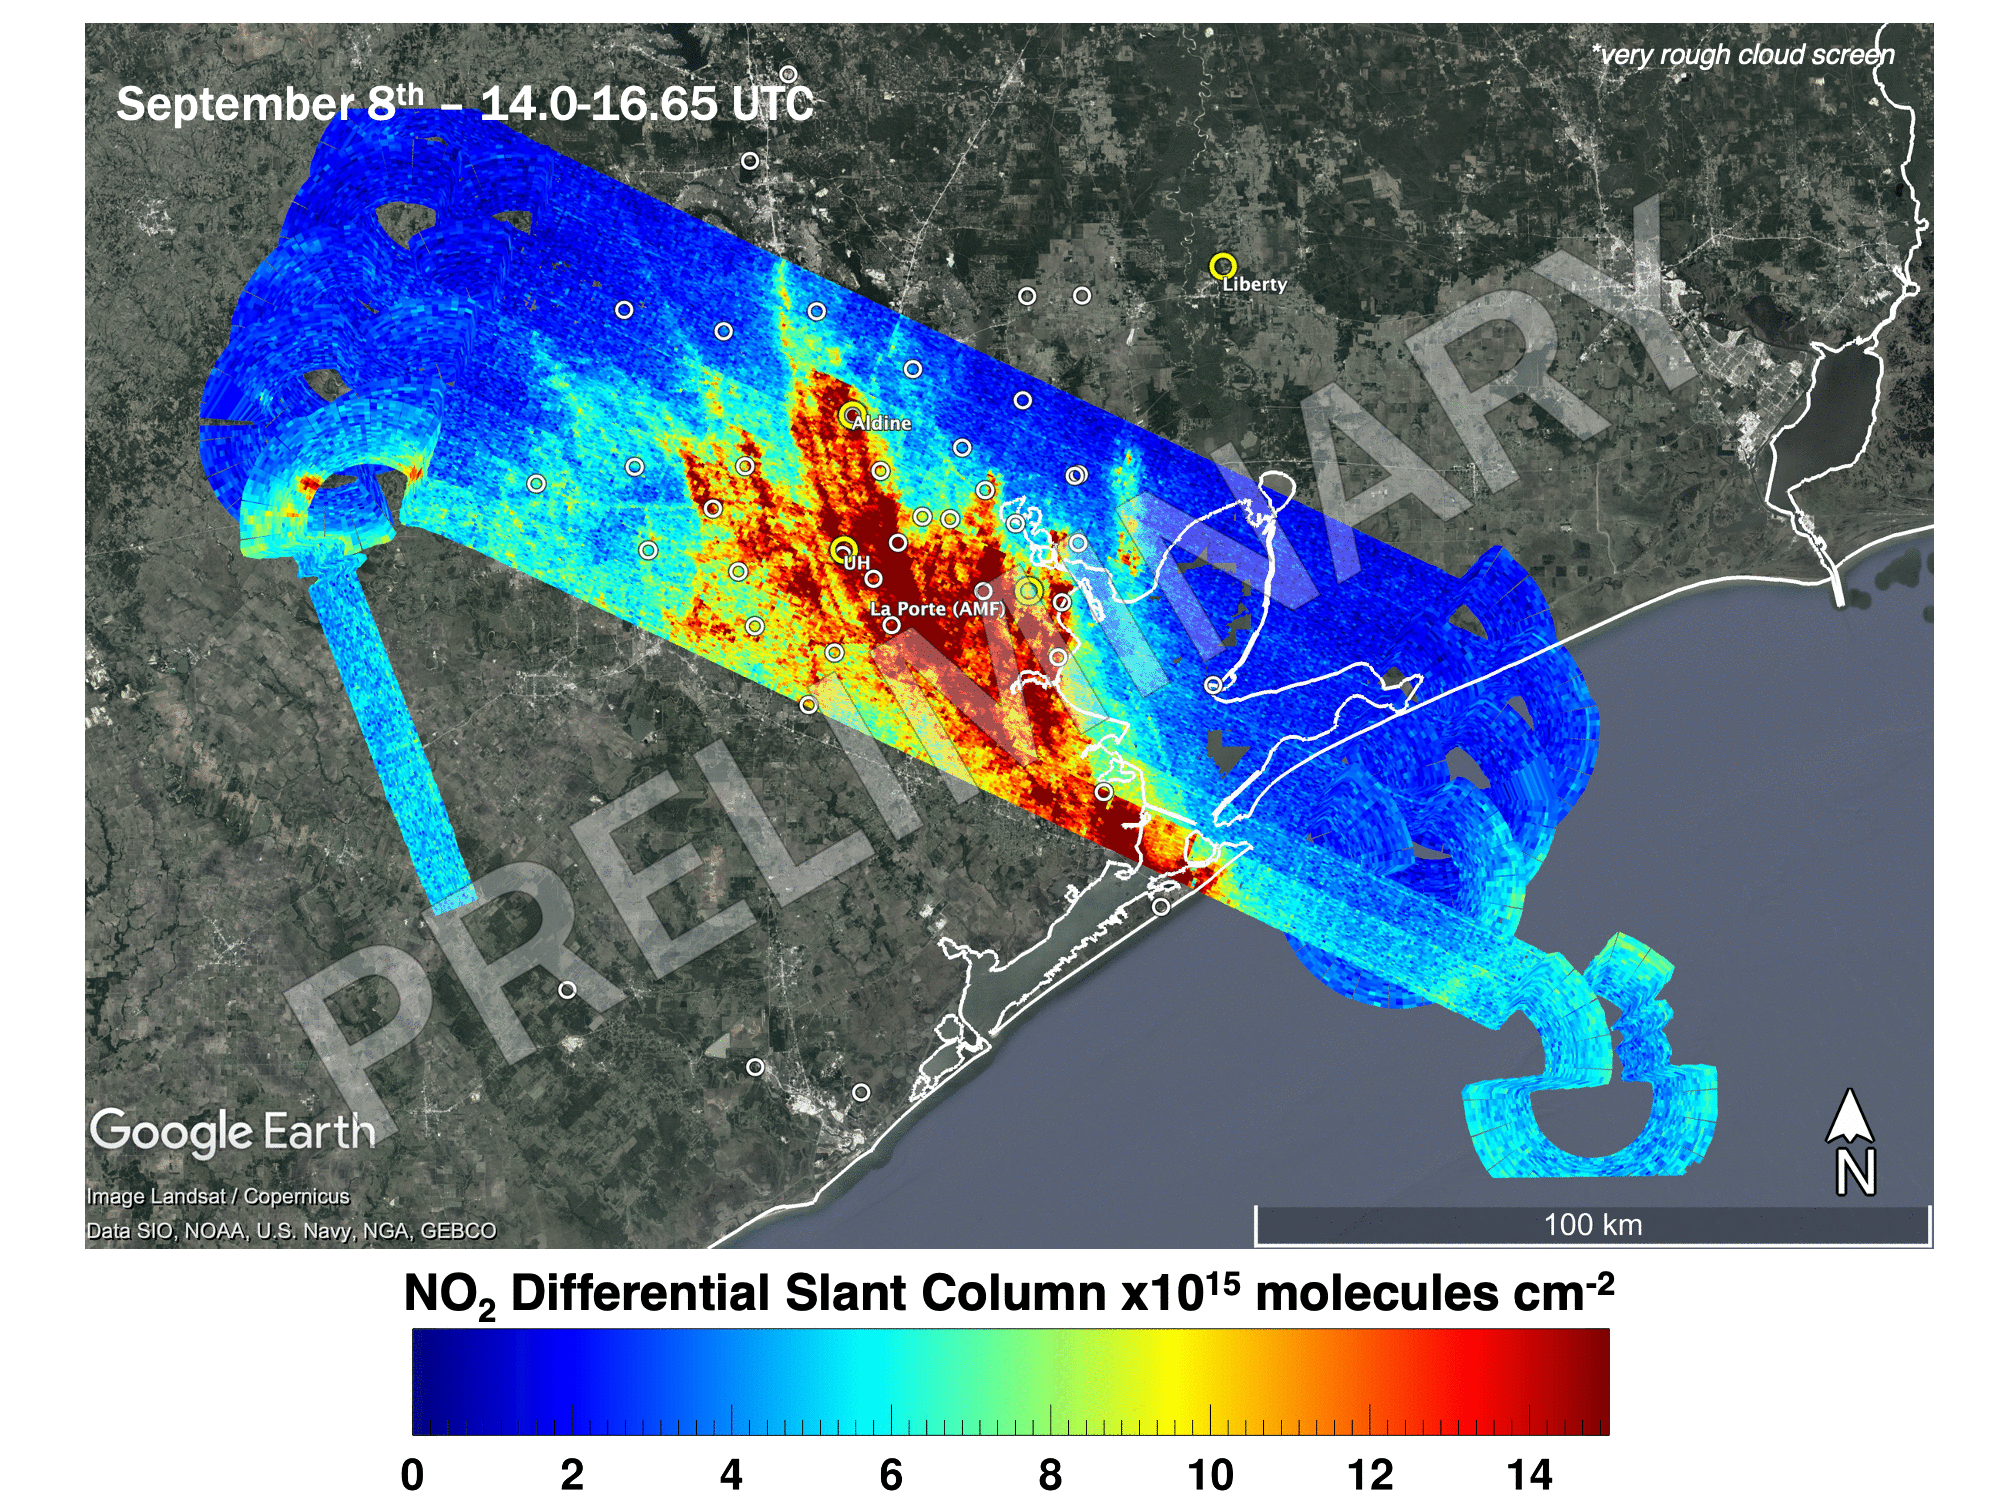 *very rough cloud screen
September 8th – 14.0-16.65 UTC
Liberty
Aldine
UH
La Porte (AMF)
PRELIMINARY
Google Earth
N
Image Landsat / Copernicus
100 km
Data SIO, NOAA, U.S. Navy, NGA, GEBCO
NO2 Differential Slant Column x10^15 molecules cm^-2
0 2 4 6 8 10 12 14